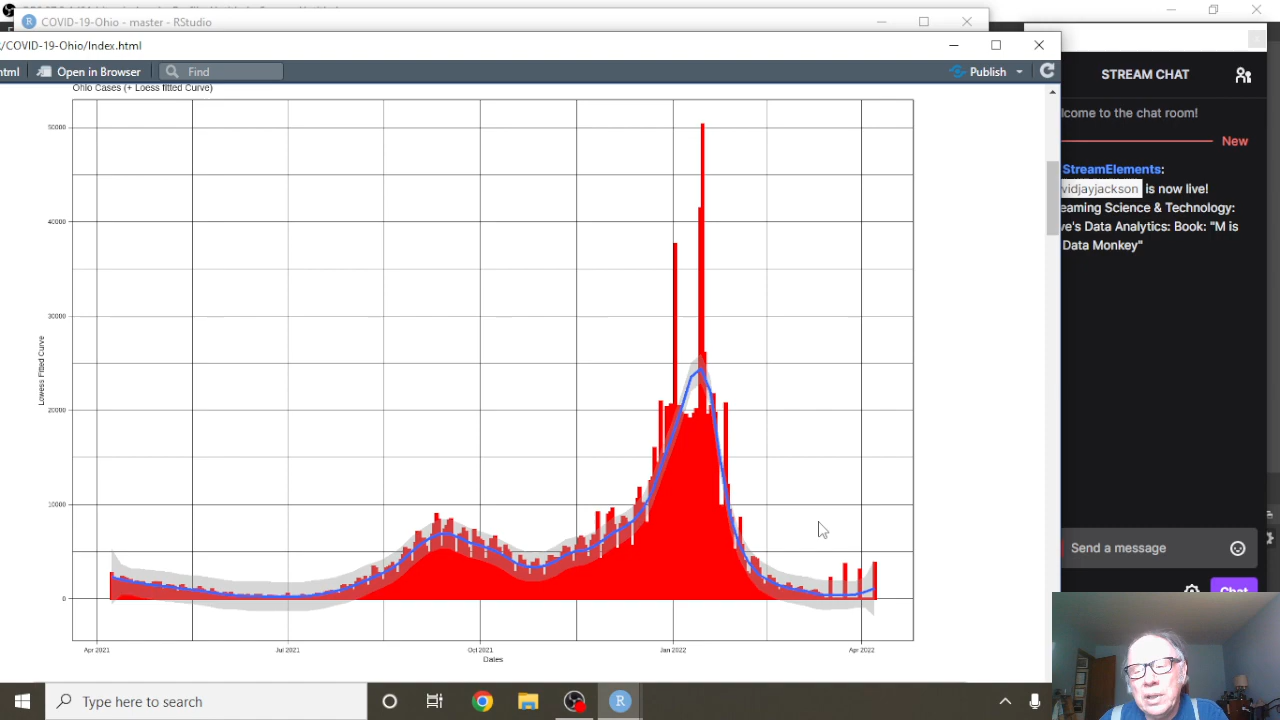 COVID-19-Ohio - master - RStudio
/COVID-19-Ohio/Index.html
html
Open in Browser
Find
Publish
Ohio Cases (+ Loess fitted Curve)
50000
40000
30000
20000
10000
0
Lowess Fitted Curve
Apr 2021
Jul 2021
Oct 2021
Jan 2022
Apr 2022
Dates
STREAM CHAT
lcome to the chat room!
New
StreamElements:
vidjayjackson is now live!
eaming Science & Technology:
ve's Data Analytics: Book: "M is
Data Monkey"
Send a message
Chat
Type here to search